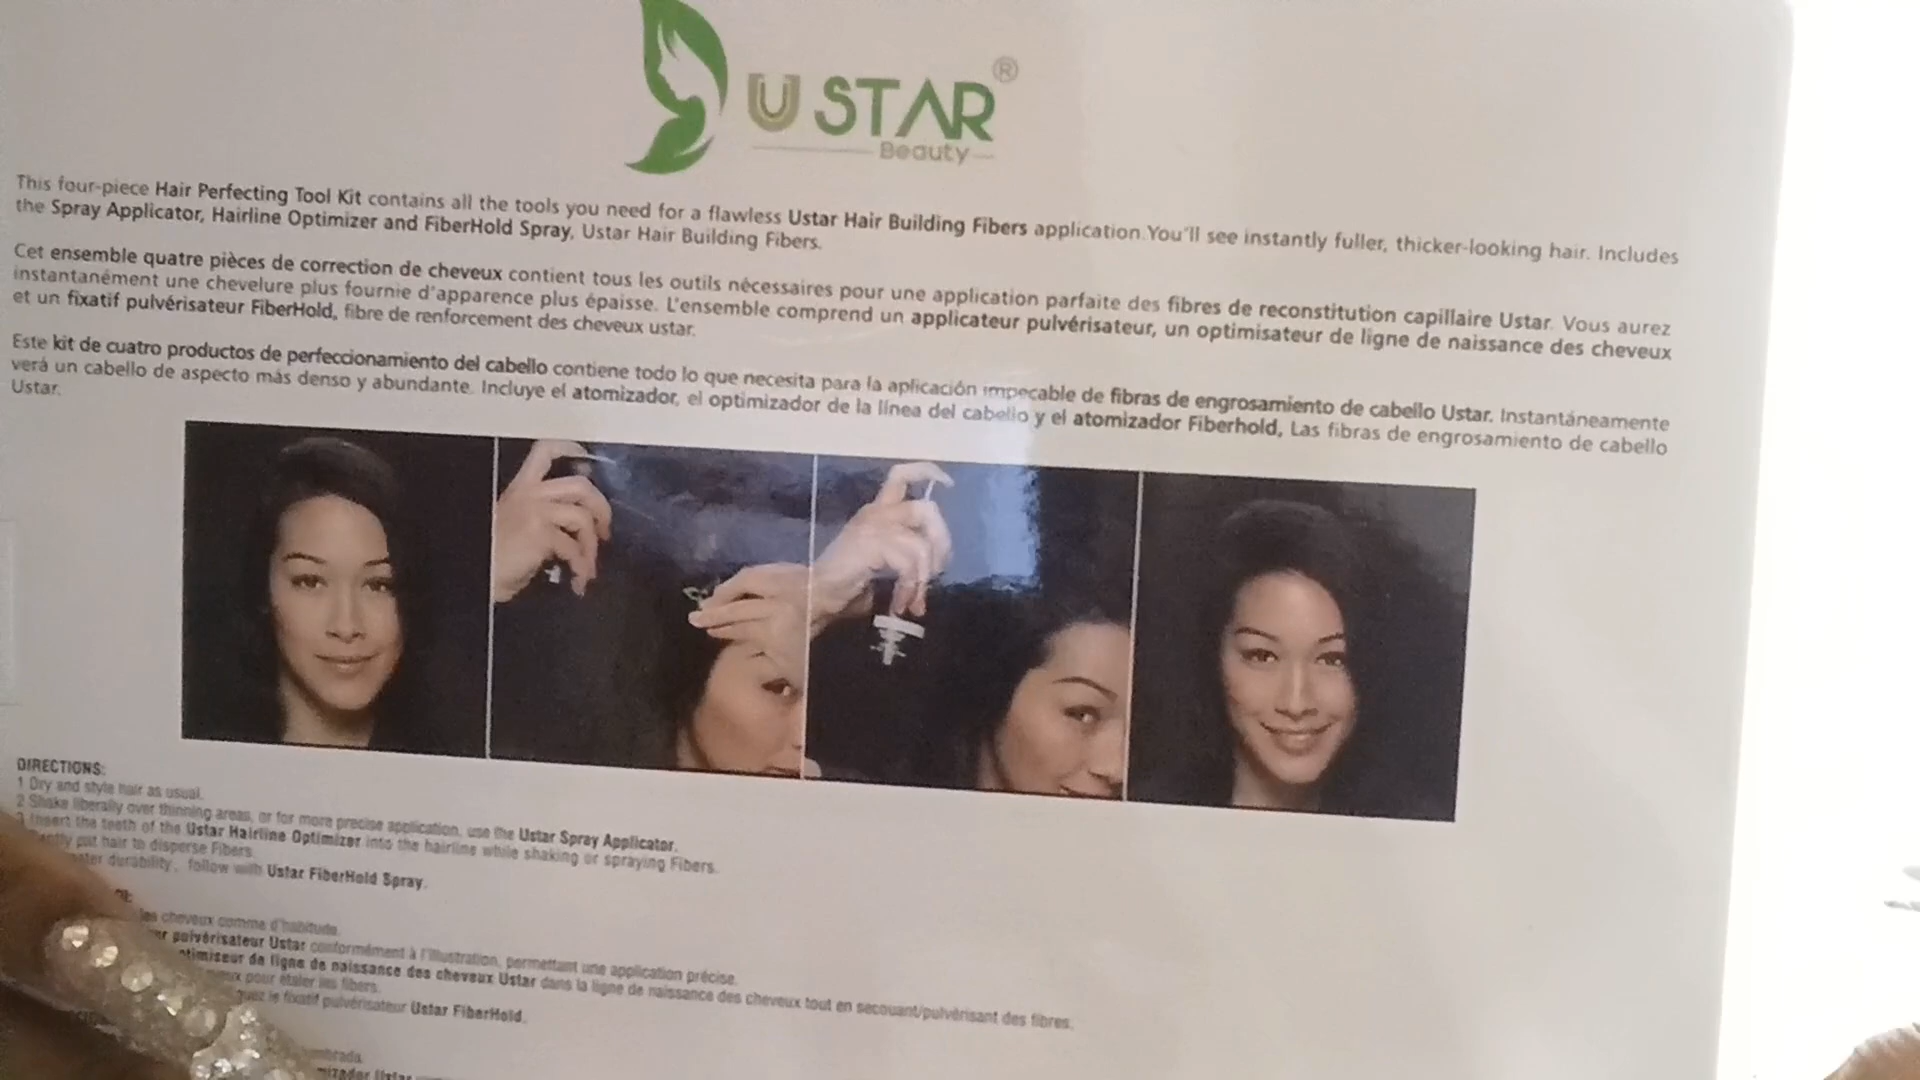 U STAR®
Beauty
This four-piece Hair Perfecting Tool Kit contains all the tools you need for a flawless Ustar Hair Building Fibers application.You'll see instantly fuller, thicker-looking hair. Includes
the Spray Applicator, Hairline Optimizer and FiberHold Spray, Ustar Hair Building Fibers.
Cet ensemble quatre pièces de correction de cheveux contient tous les outils nécessaires pour une application parfaite des fibres de reconstitution capillaire Ustar. Vous aurez
instantanément une chevelure plus fournie d'apparence plus épaisse. L'ensemble comprend un applicateur pulvérisateur, un optimisateur de ligne de naissance des cheveux
et un fixatif pulvérisateur FiberHold, fibre de renforcement des cheveux ustar.
Este kit de cuatro productos de perfeccionamiento del cabello contiene todo lo que necesita para la aplicación impecable de fibras de engrosamiento de cabello Ustar. Instantáneamente
verá un cabello de aspecto más denso y abundante. Incluye el atomizador, el optimizador de la línea del cabello y el atomizador Fiberhold, Las fibras de engrosamiento de cabello
Ustar.
DIRECTIONS:
1 Dry and style hair as usual.
2 Shake liberally over thinning areas, or for more precise application, use the Ustar Spray Applicator.
3 Insert the teeth of the Ustar Hairline Optimizer into the hairline while shaking or spraying Fibers.
hair to disperse Fibers.
durability, follow with Ustar FiberHold Spray.
les cheveux comme d'habitude.
pulvérisateur Ustar conformément à l'illustration, permettant une application précise.
de ligne de naissance des cheveux Ustar dans la ligne de naissance des cheveux tout en secouant/pulvérisant des fibres.
pour étaler les fibers.
le fixatif pulvérisateur Ustar FiberHold.
Ustar